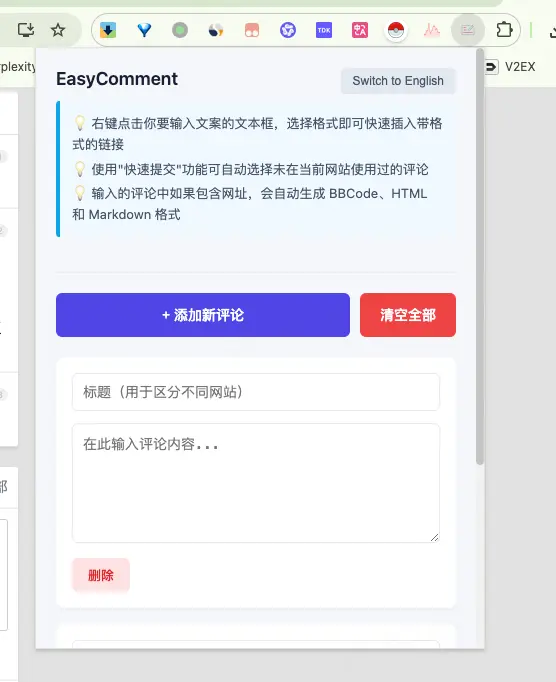 TDK
中
A
plexity
V2EX
EasyComment
Switch to English
💡 右键点击你要输入文案的文本框，选择格式即可快速插入带格
式的链接
💡 使用"快速提交"功能可自动选择未在当前网站使用过的评论
💡 输入的评论中如果包含网址，会自动生成 BBCode、HTML
和 Markdown 格式
+ 添加新评论
清空全部
标题（用于区分不同网站）
在此输入评论内容...
删除
部